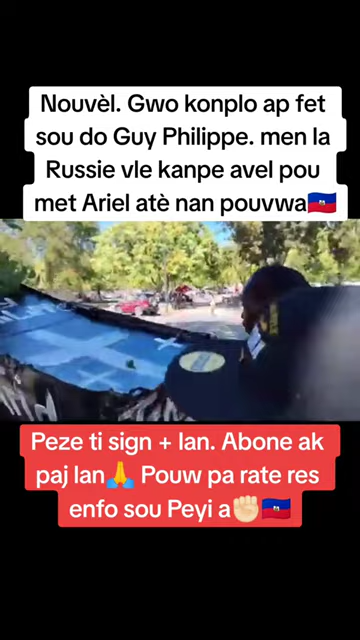 Nouvèl. Gwo konplo ap fet
sou do Guy Philippe. men la
Russie vle kanpe avel pou
met Ariel atè nan pouvwa🇭🇹
Peze ti sign + lan. Abone ak
paj lan🙏 Pouw pa rate res
enfo sou Peyi a✊🏼🇭🇹